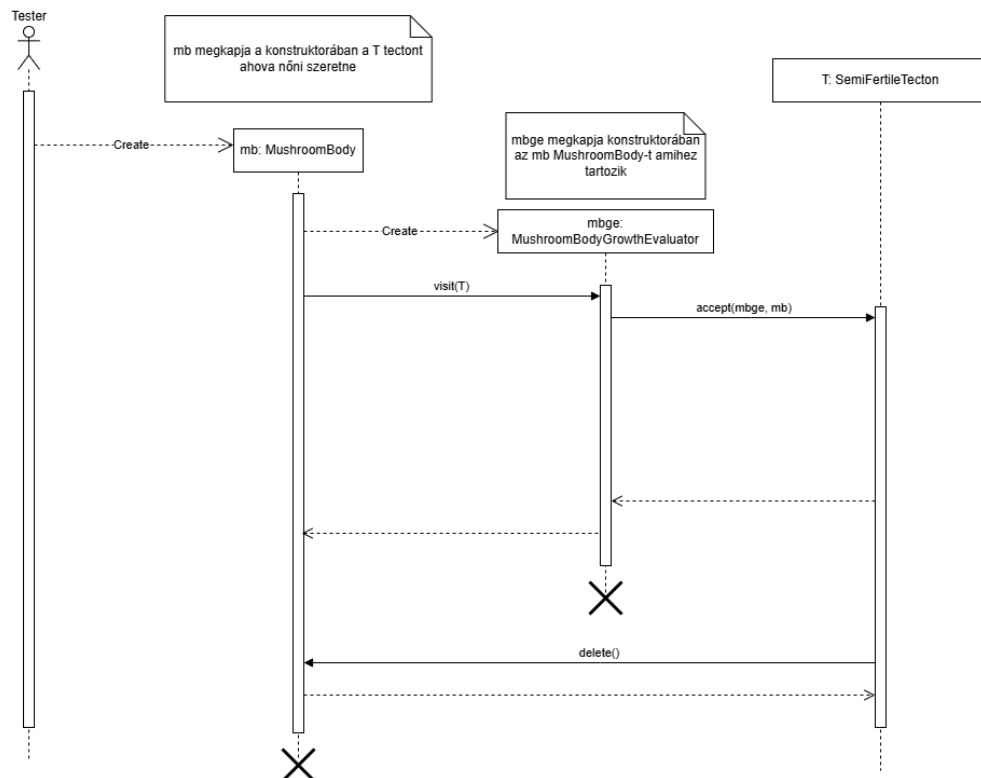 Tester
mb megkapja a konstruktorában a T tectont
ahova nőni szeretne
T: SemiFertileTecton
mbge megkapja konstruktorában
az mb MushroomBody-t amihez
tartozik
Create
mb: MushroomBody
Create
mbge:
MushroomBodyGrowthEvaluator
visit(T)
accept(mbge, mb)
delete()